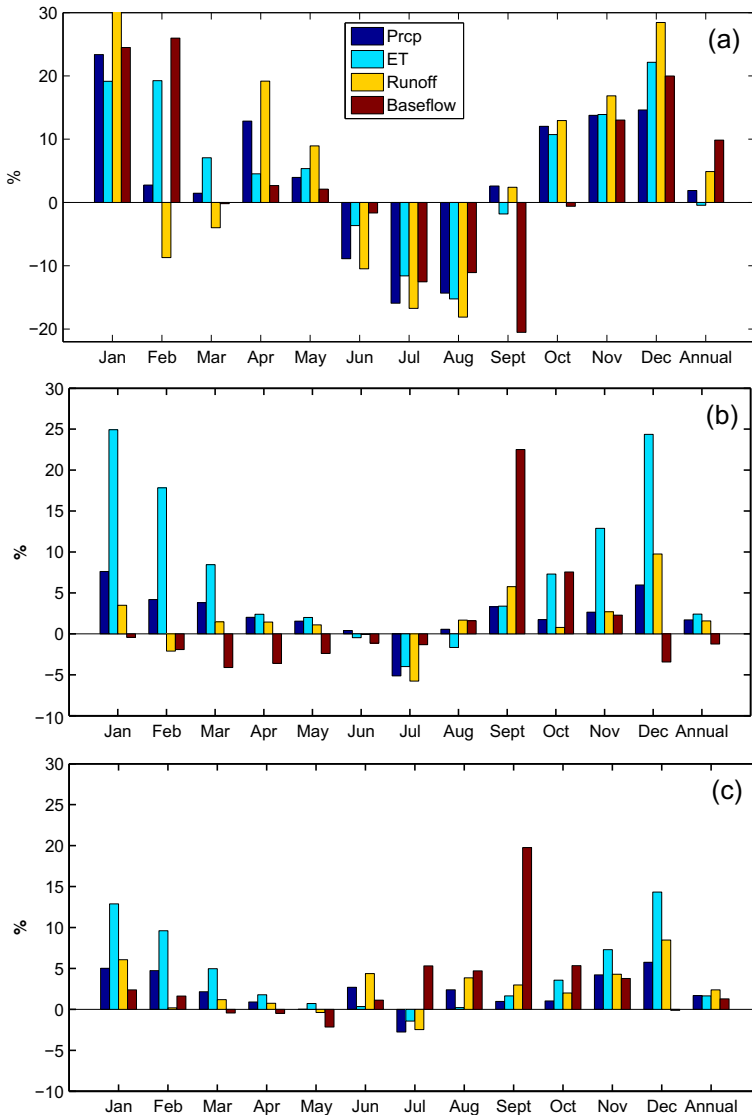 30
20
10
0
−10
−20
%
(a)
Prcp
ET
Runoff
Baseflow
Jan Feb Mar Apr May Jun Jul Aug Sept Oct Nov Dec Annual
30
25
20
15
10
5
0
−5
−10
%
(b)
Jan Feb Mar Apr May Jun Jul Aug Sept Oct Nov Dec Annual
30
25
20
15
10
5
0
−5
−10
%
(c)
Jan Feb Mar Apr May Jun Jul Aug Sept Oct Nov Dec Annual